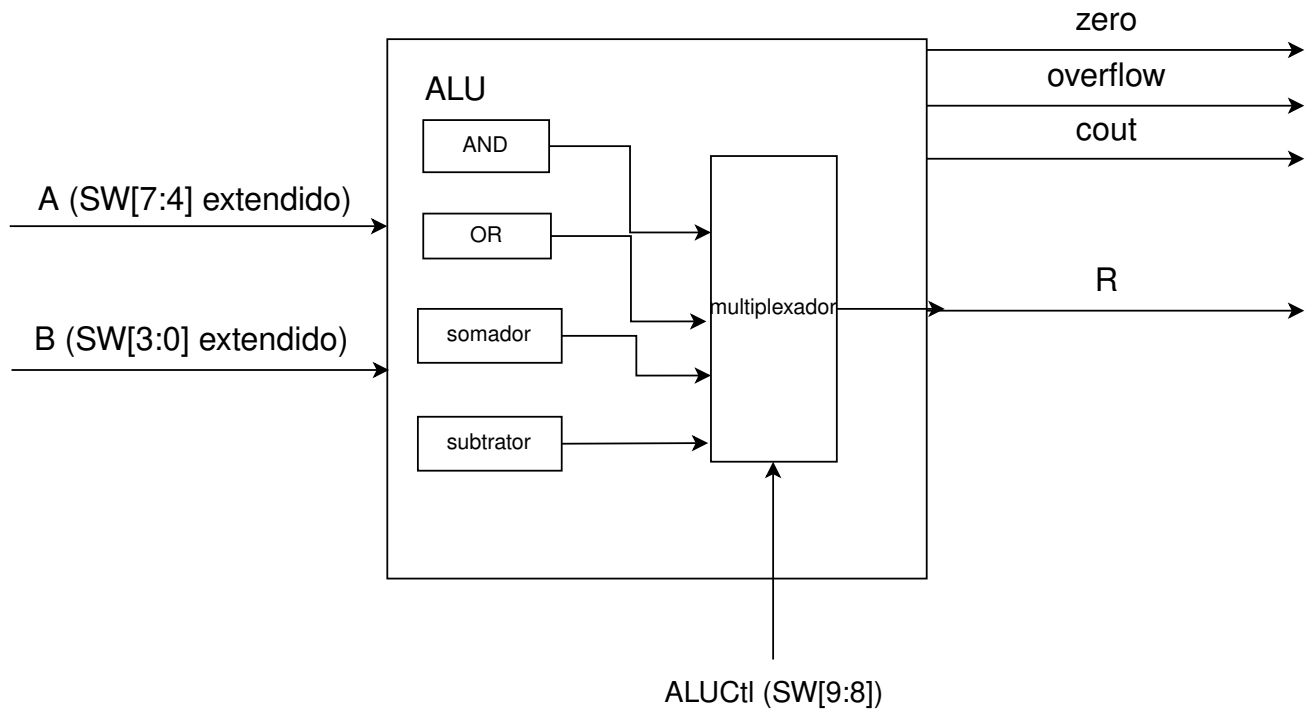 zero
overflow
ALU
cout
AND
A (SW[7:4] extendido)
OR
R
multiplexador
B (SW[3:0] extendido)
somador
subtrator
ALUCtl (SW[9:8])